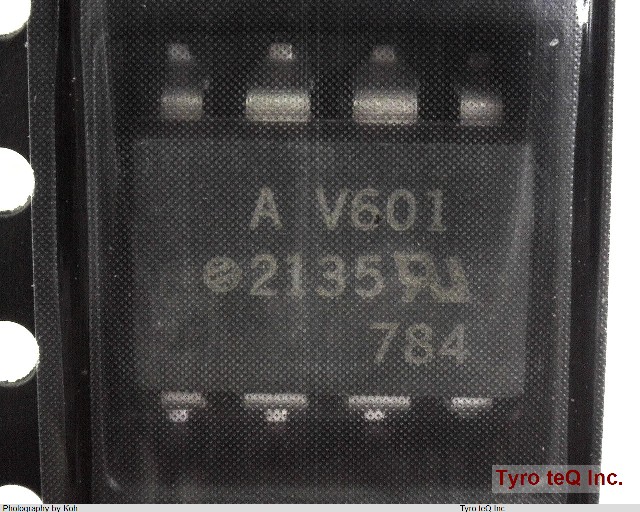 A V601
2135
784
Tyro teQ Inc.
Photography by Koh
Tyro teQ Inc